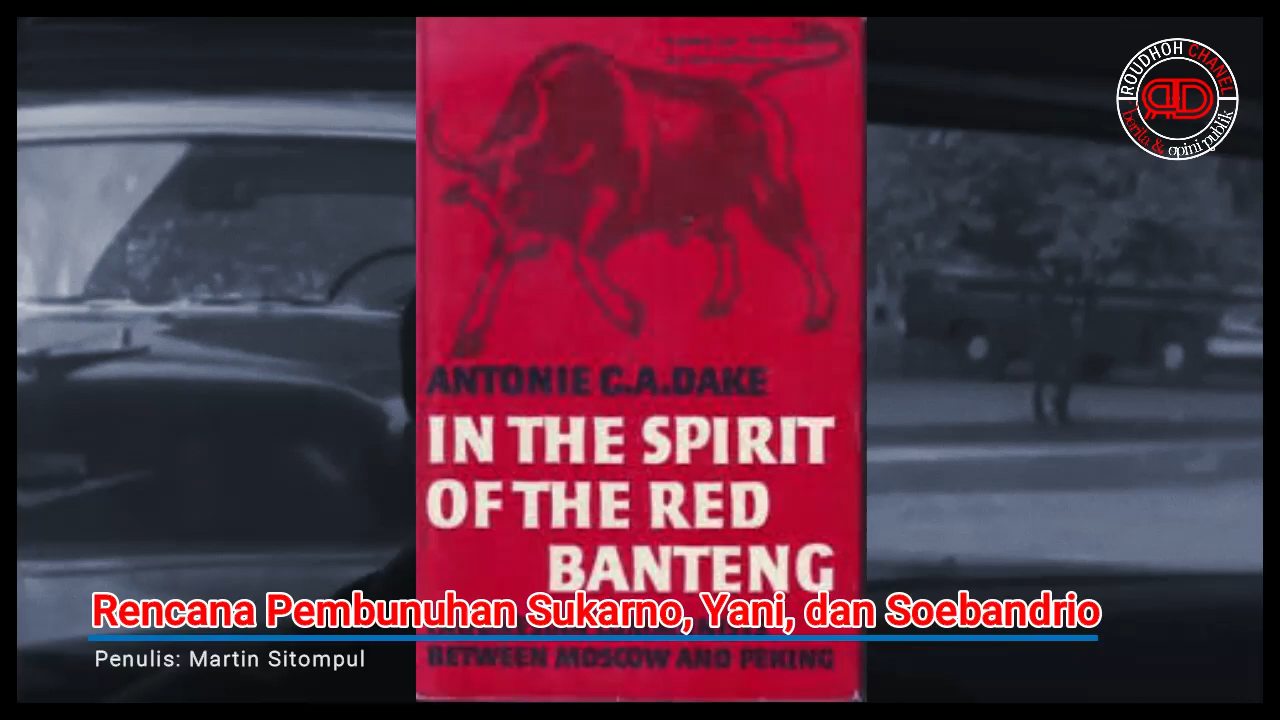 ROUDHOH CHANEL
berita & opini publik
ANTONIE C.A.DAKE
IN THE SPIRIT
OF THE RED
BANTENG
Rencana Pembunuhan Sukarno, Yani, dan Soebandrio
BETWEEN MOSCOW AND PEKING
Penulis: Martin Sitompul